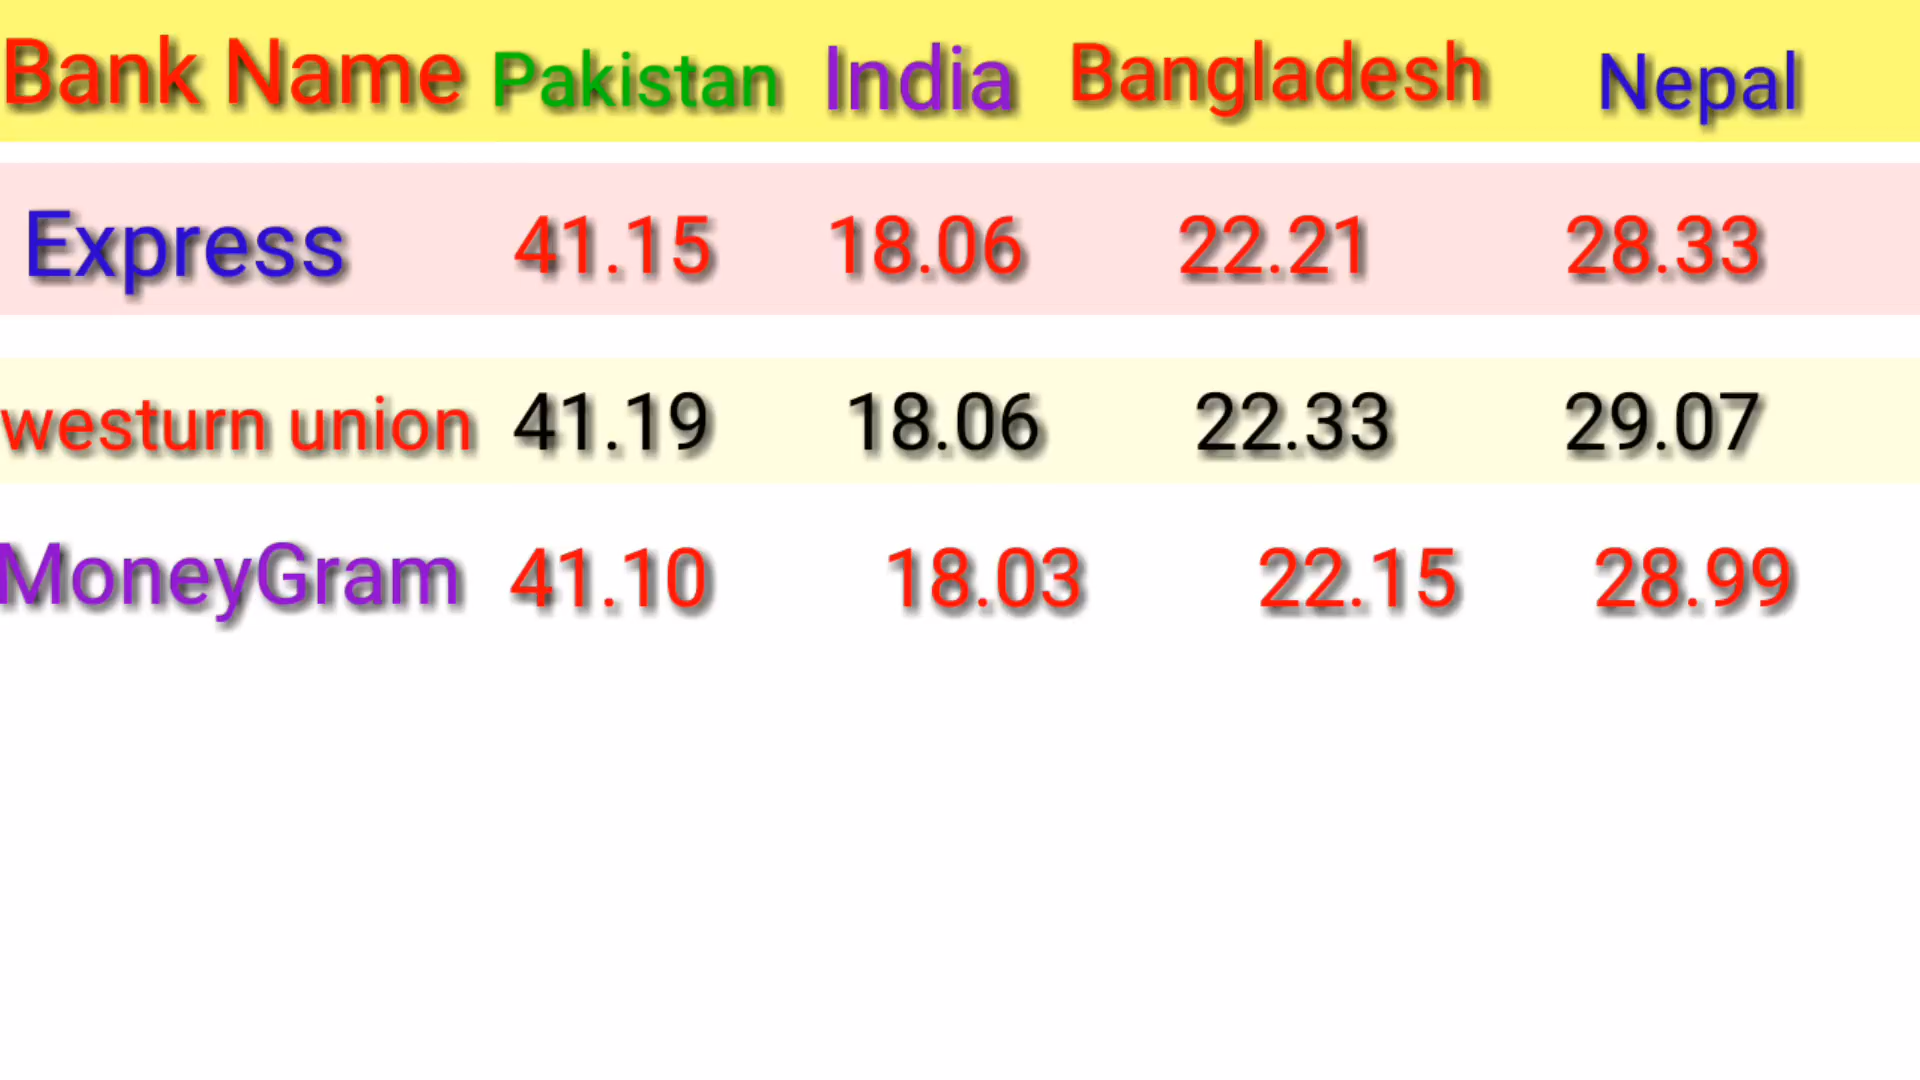 Bank Name Pakistan India Bangladesh Nepal
Express 41.15 18.06 22.21 28.33
westurn union 41.19 18.06 22.33 29.07
MoneyGram 41.10 18.03 22.15 28.99